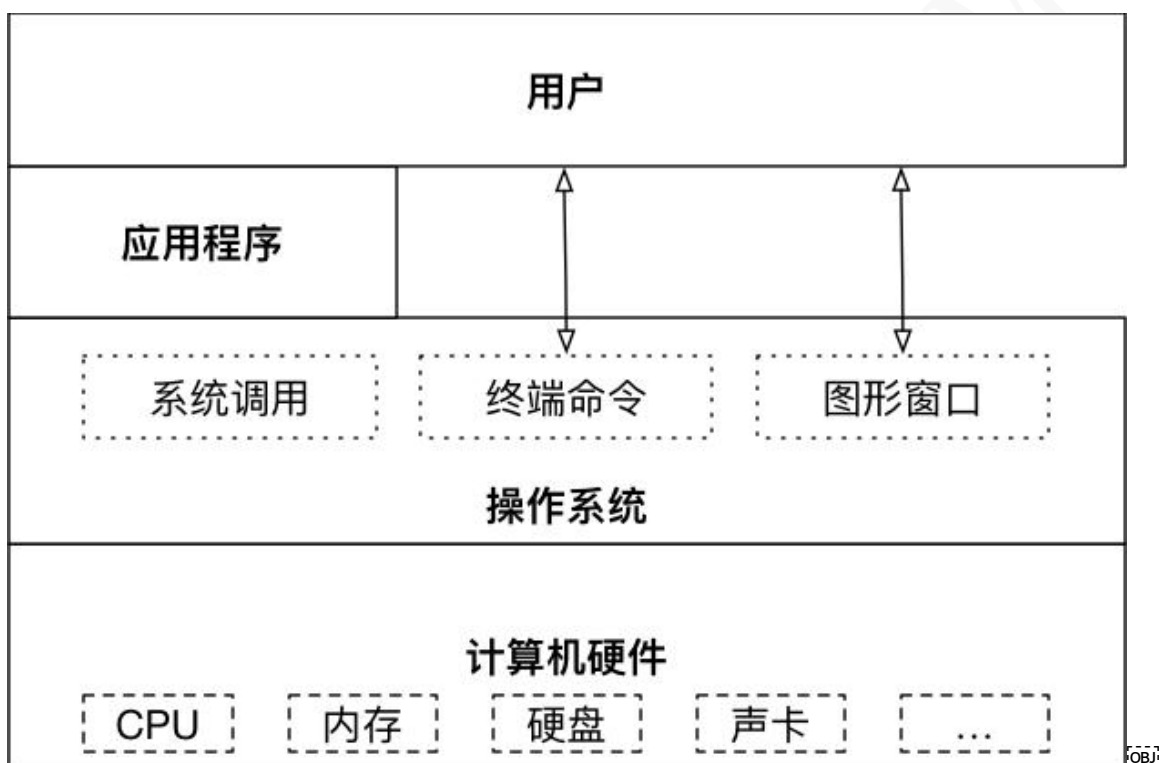 用户
应用程序
系统调用 终端命令 图形窗口
操作系统
计算机硬件
CPU 内存 硬盘 声卡 ...
OBJ